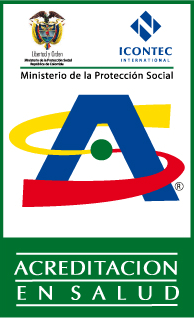 Libertad y Orden
Ministerio de la Protección Social
República de Colombia
ICONTEC
INTERNATIONAL
Ministerio de la Protección Social
®
ACREDITACION
EN SALUD